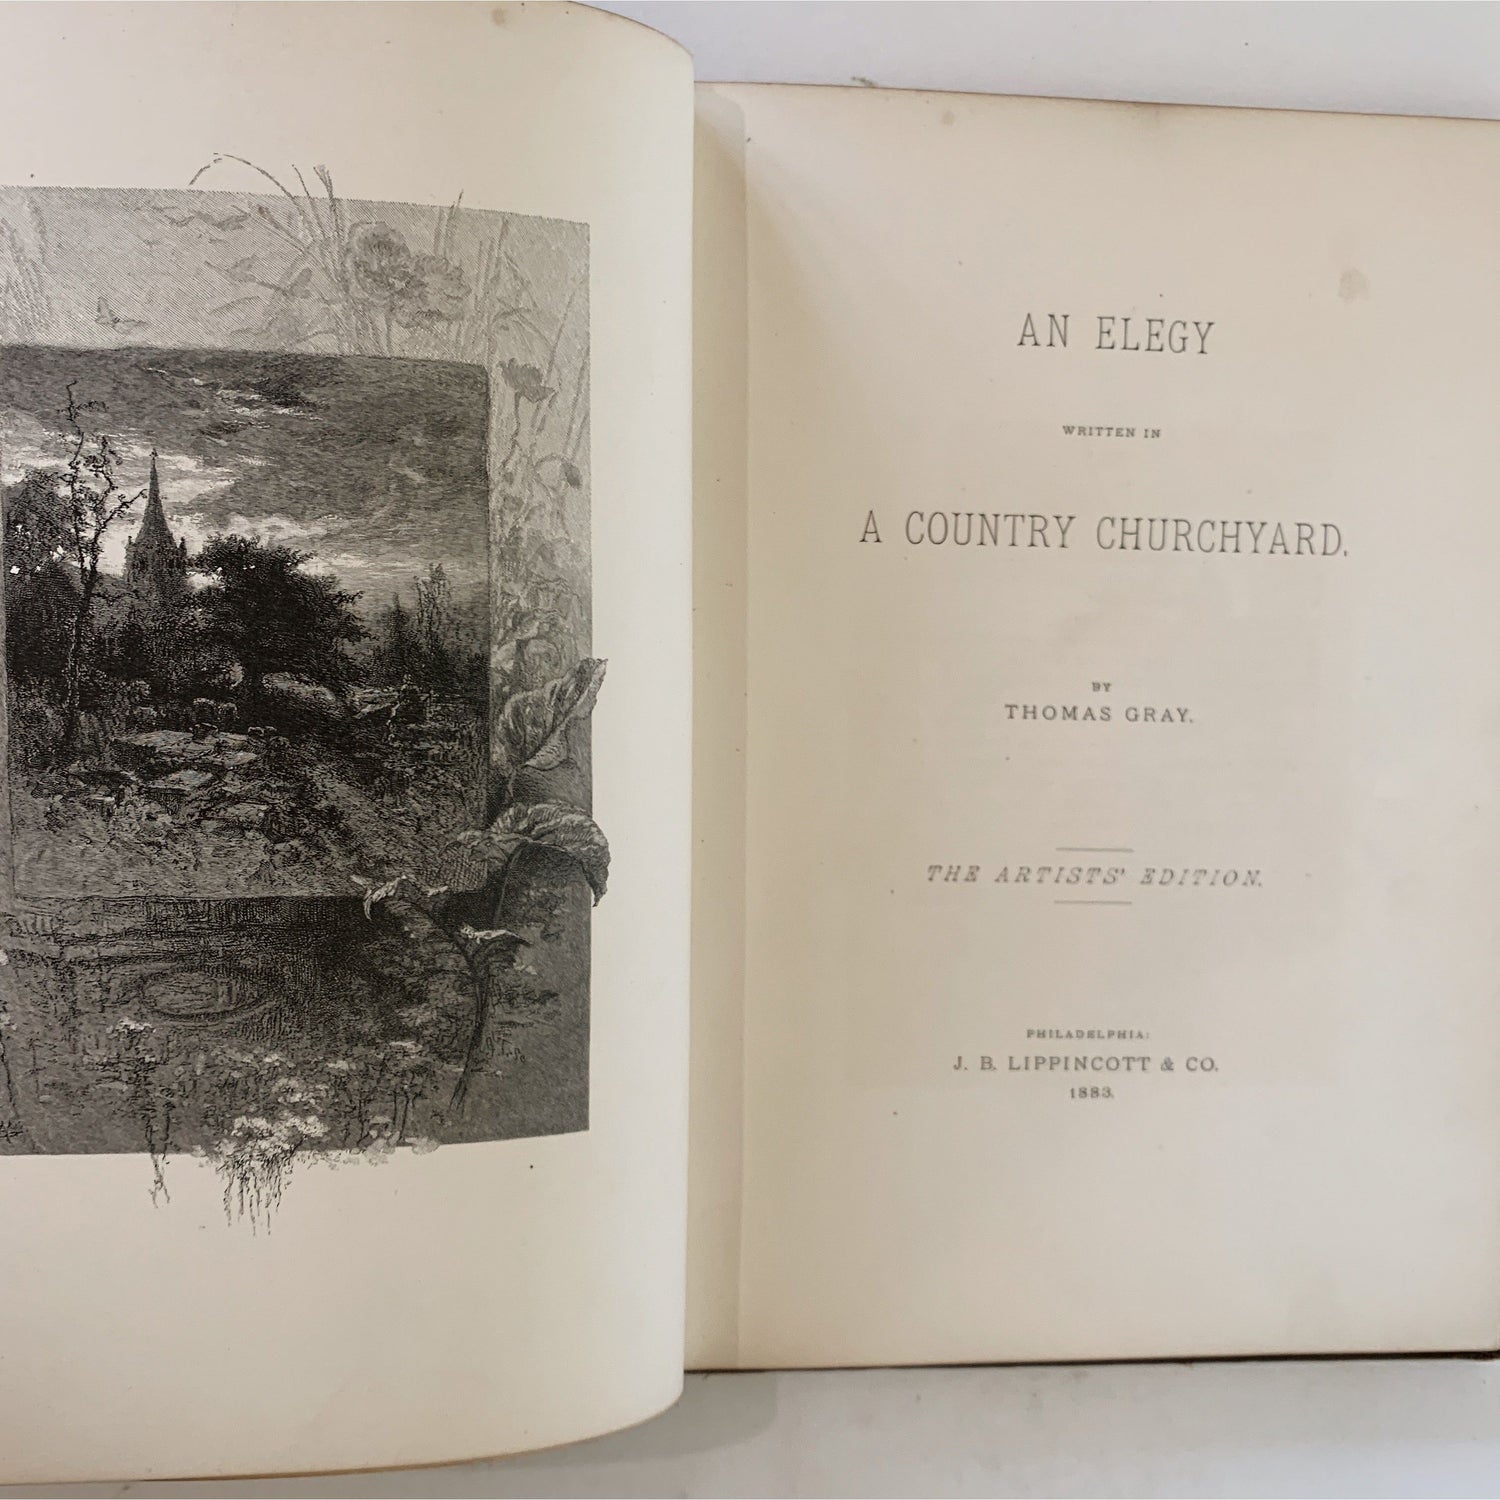 AN ELEGY
WRITTEN IN
A COUNTRY CHURCHYARD.
BY
THOMAS GRAY.
THE ARTISTS' EDITION.
PHILADELPHIA:
J. B. LIPPINCOTT & CO.
1883.